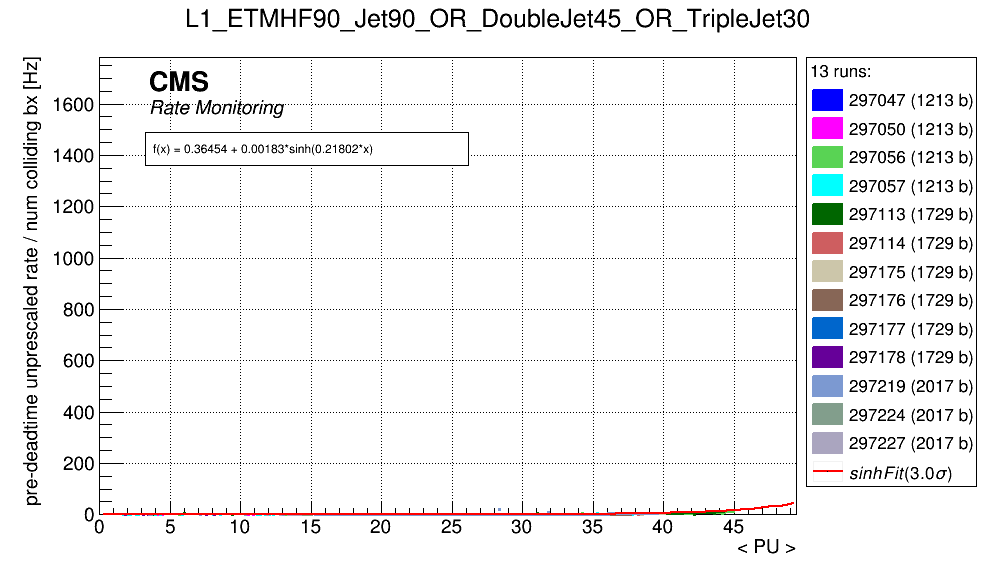 L1_ETMHF90_Jet90_OR_DoubleJet45_OR_TripleJet30
pre-deadtime unprescaled rate / num colliding bx [Hz]
CMS
Rate Monitoring
f(x) = 0.36454 + 0.00183*sinh(0.21802*x)
1600
1400
1200
1000
800
600
400
200
0
0 5 10 15 20 25 30 35 40 45
< PU >
13 runs:
297047 (1213 b)
297050 (1213 b)
297056 (1213 b)
297057 (1213 b)
297113 (1729 b)
297114 (1729 b)
297175 (1729 b)
297176 (1729 b)
297177 (1729 b)
297178 (1729 b)
297219 (2017 b)
297224 (2017 b)
297227 (2017 b)
sinhFit(3.0σ)